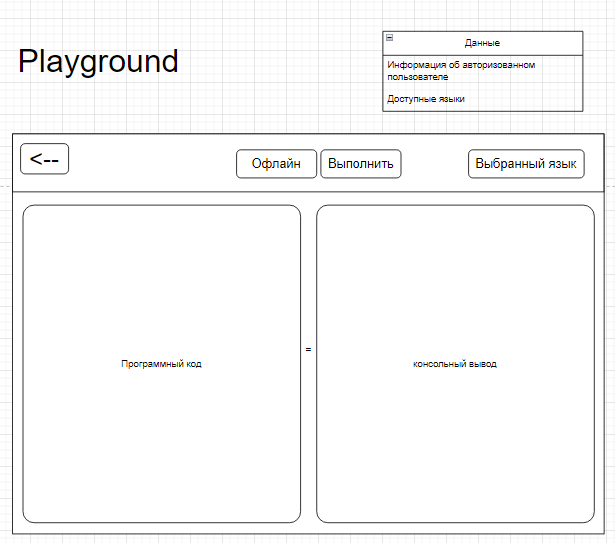 Playground
Данные
Информация об авторизованном
пользователе
Доступные языки
<--
Офлайн
Выполнить
Выбранный язык
Программный код
=
консольный вывод